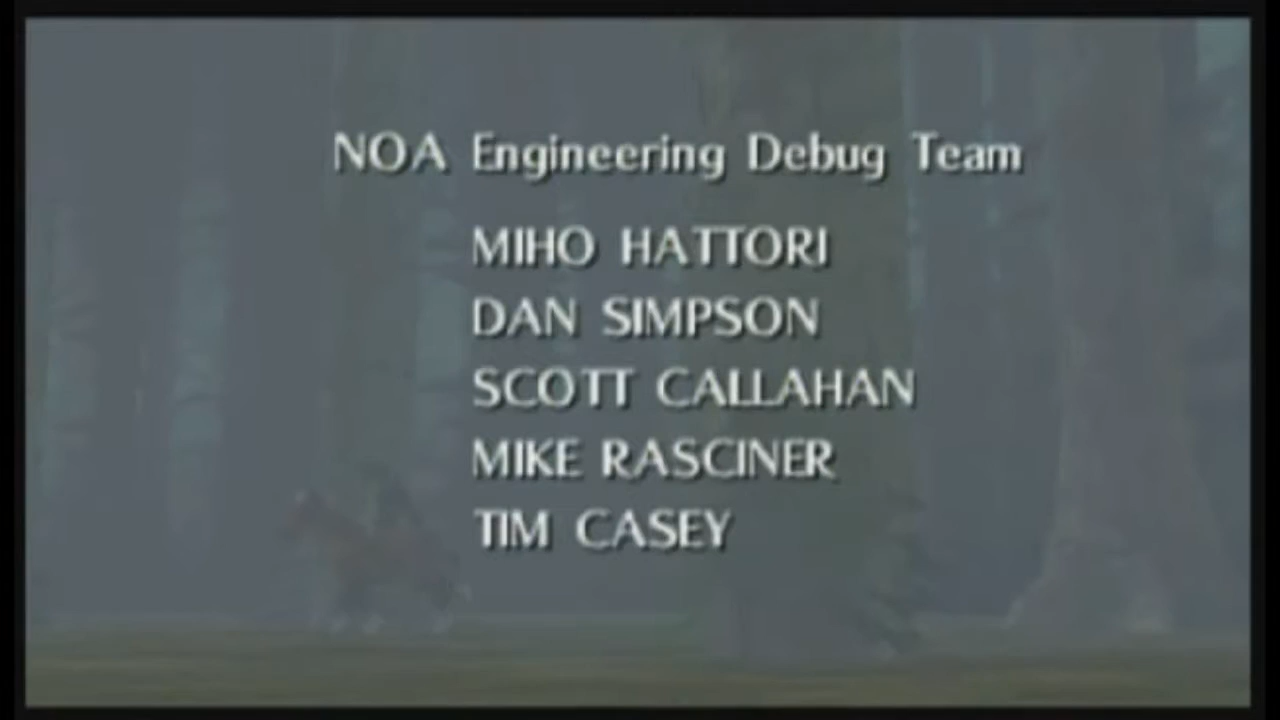 NOA Engineering Debug Team
MIHO HATTORI
DAN SIMPSON
SCOTT CALLAHAN
MIKE RASCINER
TIM CASEY